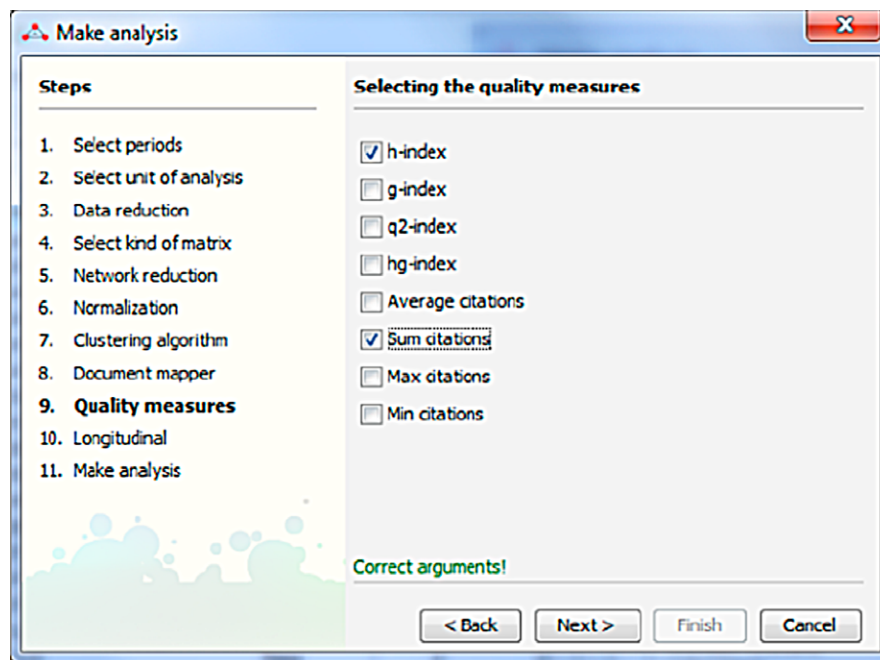 Make analysis
Steps
1. Select periods
2. Select unit of analysis
3. Data reduction
4. Select kind of matrix
5. Network reduction
6. Normalization
7. Clustering algorithm
8. Document mapper
9. Quality measures
10. Longitudinal
11. Make analysis
Selecting the quality measures
h-index
g-index
q2-index
hg-index
Average citations
Sum citations
Max citations
Min citations
Correct arguments!
< Back
Next >
Finish
Cancel